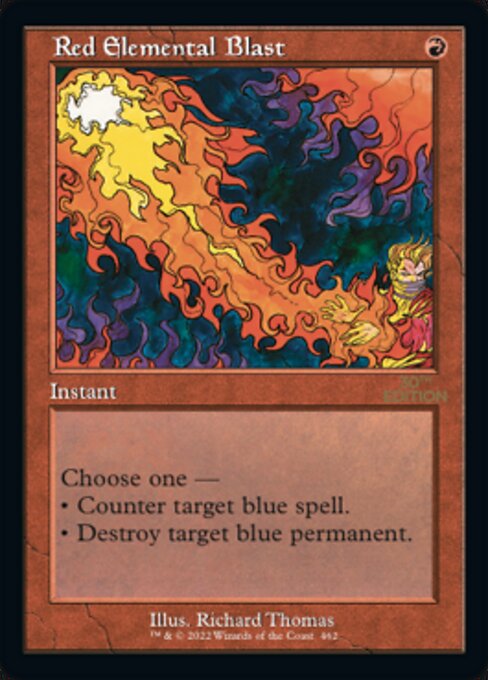 Red Elemental Blast
Instant
30TH
EDITION
Choose one —
• Counter target blue spell.
• Destroy target blue permanent.
Illus. Richard Thomas
™ & © 2022 Wizards of the Coast 462